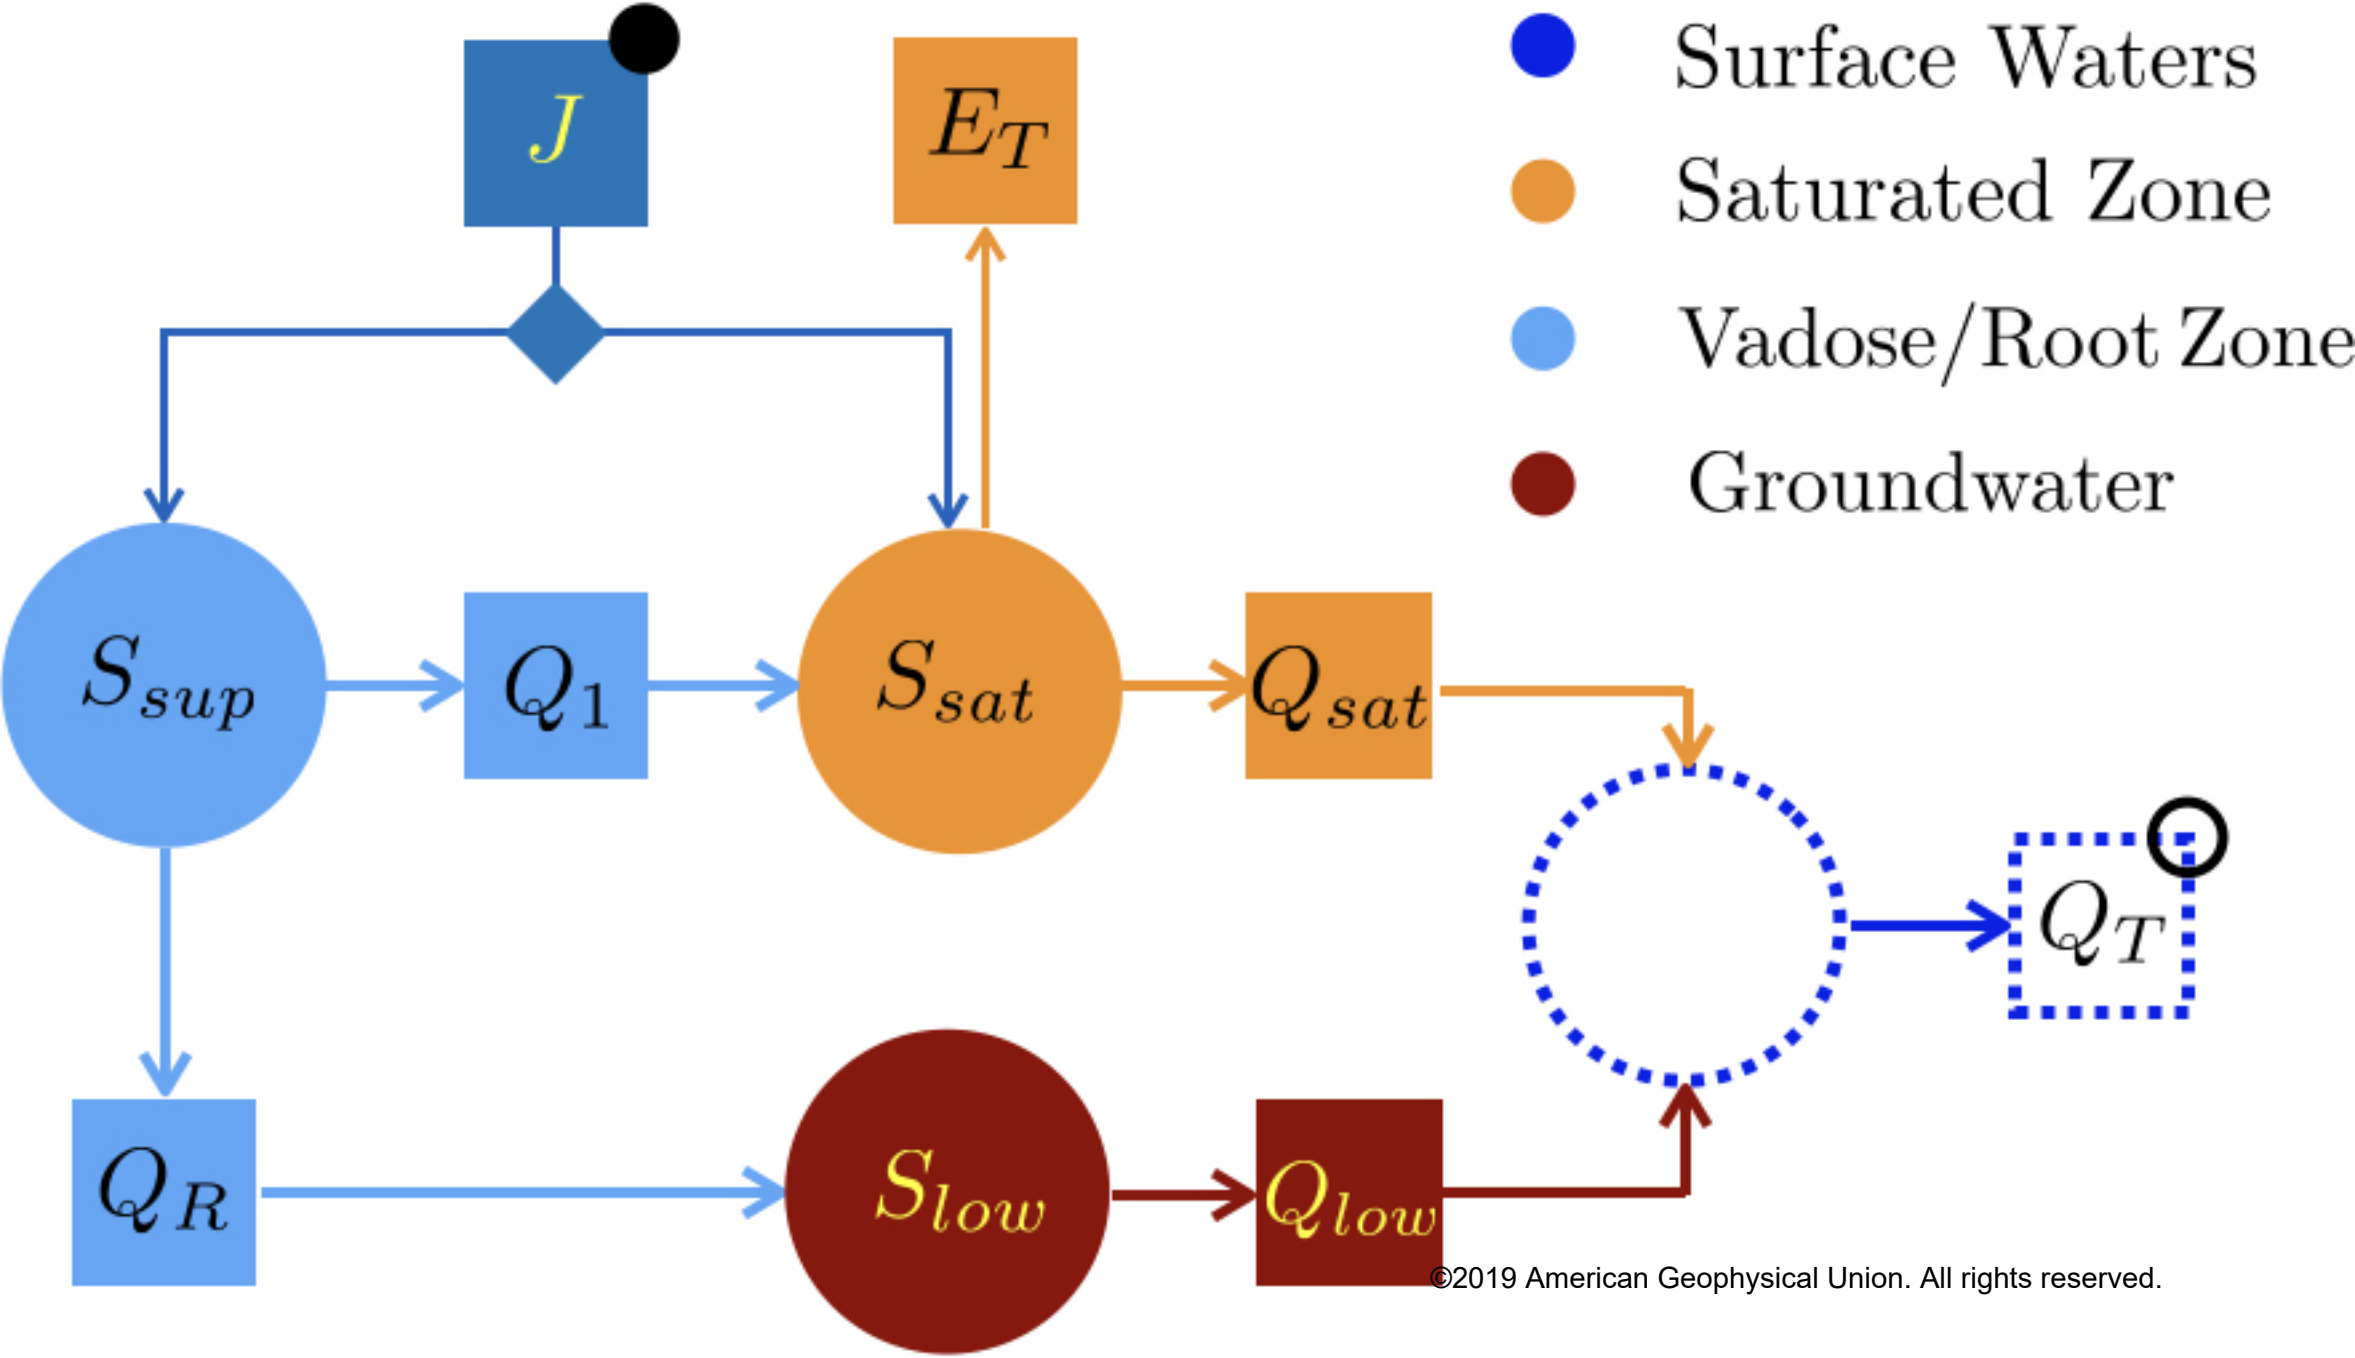 J
E_T
Surface Waters
Saturated Zone
Vadose/Root Zone
Groundwater
S_sup
Q_1
S_sat
Q_sat
Q_T
Q_R
S_low
Q_low
©2019 American Geophysical Union. All rights reserved.